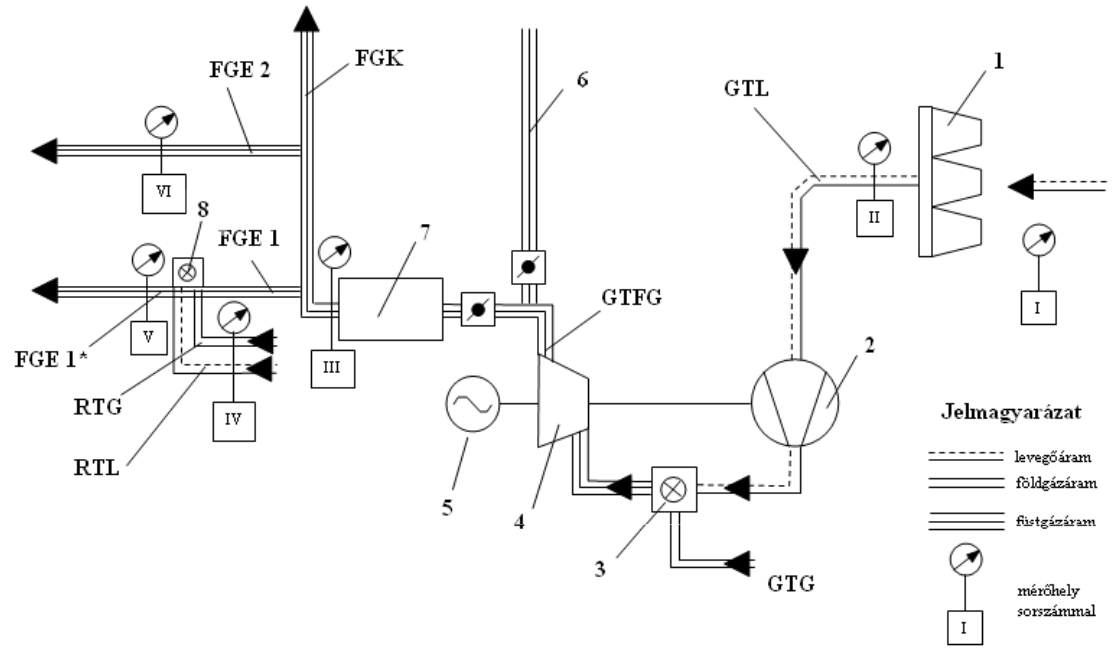 FGE 2
FGK
6
GTL
1
VI
II
8
FGE 1
7
I
V
III
GTFG
2
FGE 1*
RTG
IV
RTL
5
4
3
GTG
Jelmagyarázat
levegőáram
földgázáram
füstgázáram
mérőhely
sorszámmal
I